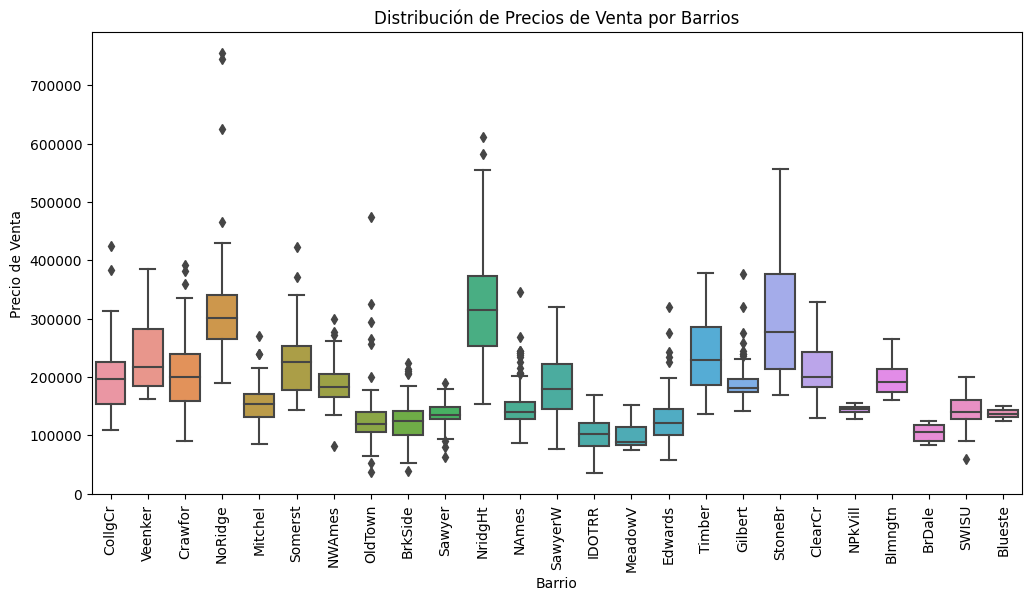 Distribución de Precios de Venta por Barrios
Precio de Venta
700000
600000
500000
400000
300000
200000
100000
0
CollgCr
Veenker
Crawfor
NoRidge
Mitchel
Somerst
NWAmes
OldTown
BrkSide
Sawyer
NridgHt
NAmes
SawyerW
IDOTRR
MeadowV
Edwards
Timber
Gilbert
StoneBr
ClearCr
NPkVill
Blmngtn
BrDale
SWISU
Blueste
Barrio